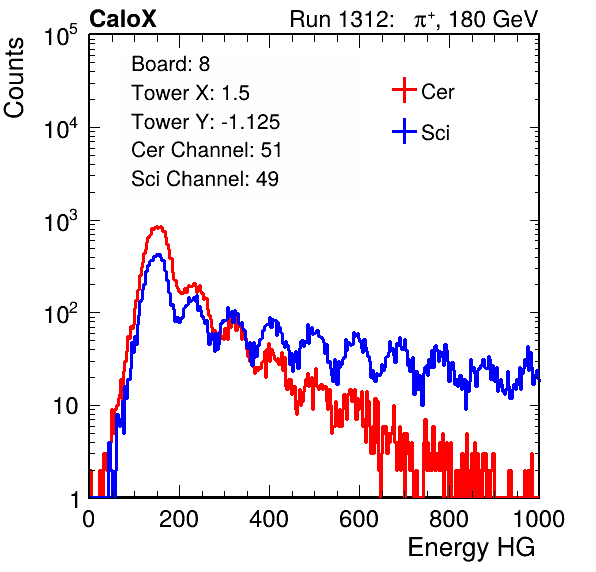 CaloX Run 1312: π⁺, 180 GeV
Counts
10⁵
10⁴
10³
10²
10
1
Board: 8
Tower X: 1.5
Tower Y: -1.125
Cer Channel: 51
Sci Channel: 49
Cer
Sci
0 200 400 600 800 1000
Energy HG